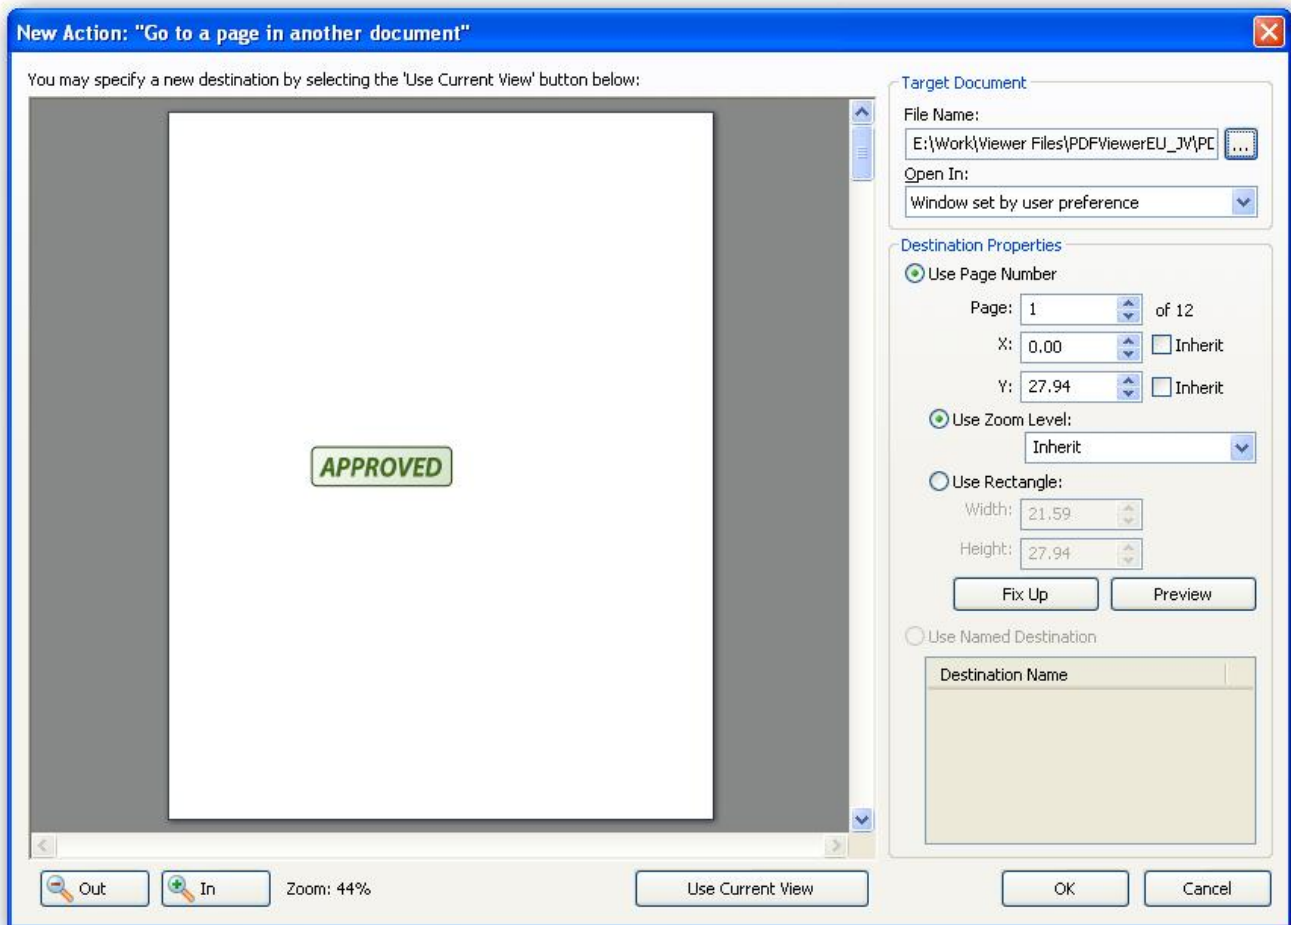 New Action: "Go to a page in another document"
You may specify a new destination by selecting the 'Use Current View' button below:
APPROVED
Out
In
Zoom: 44%
Use Current View
Target Document
File Name:
E:\Work\Viewer Files\PDFViewerEU_JV\PD
...
Open In:
Window set by user preference
Destination Properties
Use Page Number
Page: 1 of 12
X: 0.00 Inherit
Y: 27.94 Inherit
Use Zoom Level:
Inherit
Use Rectangle:
Width: 21.59
Height: 27.94
Fix Up Preview
Use Named Destination
Destination Name
OK Cancel